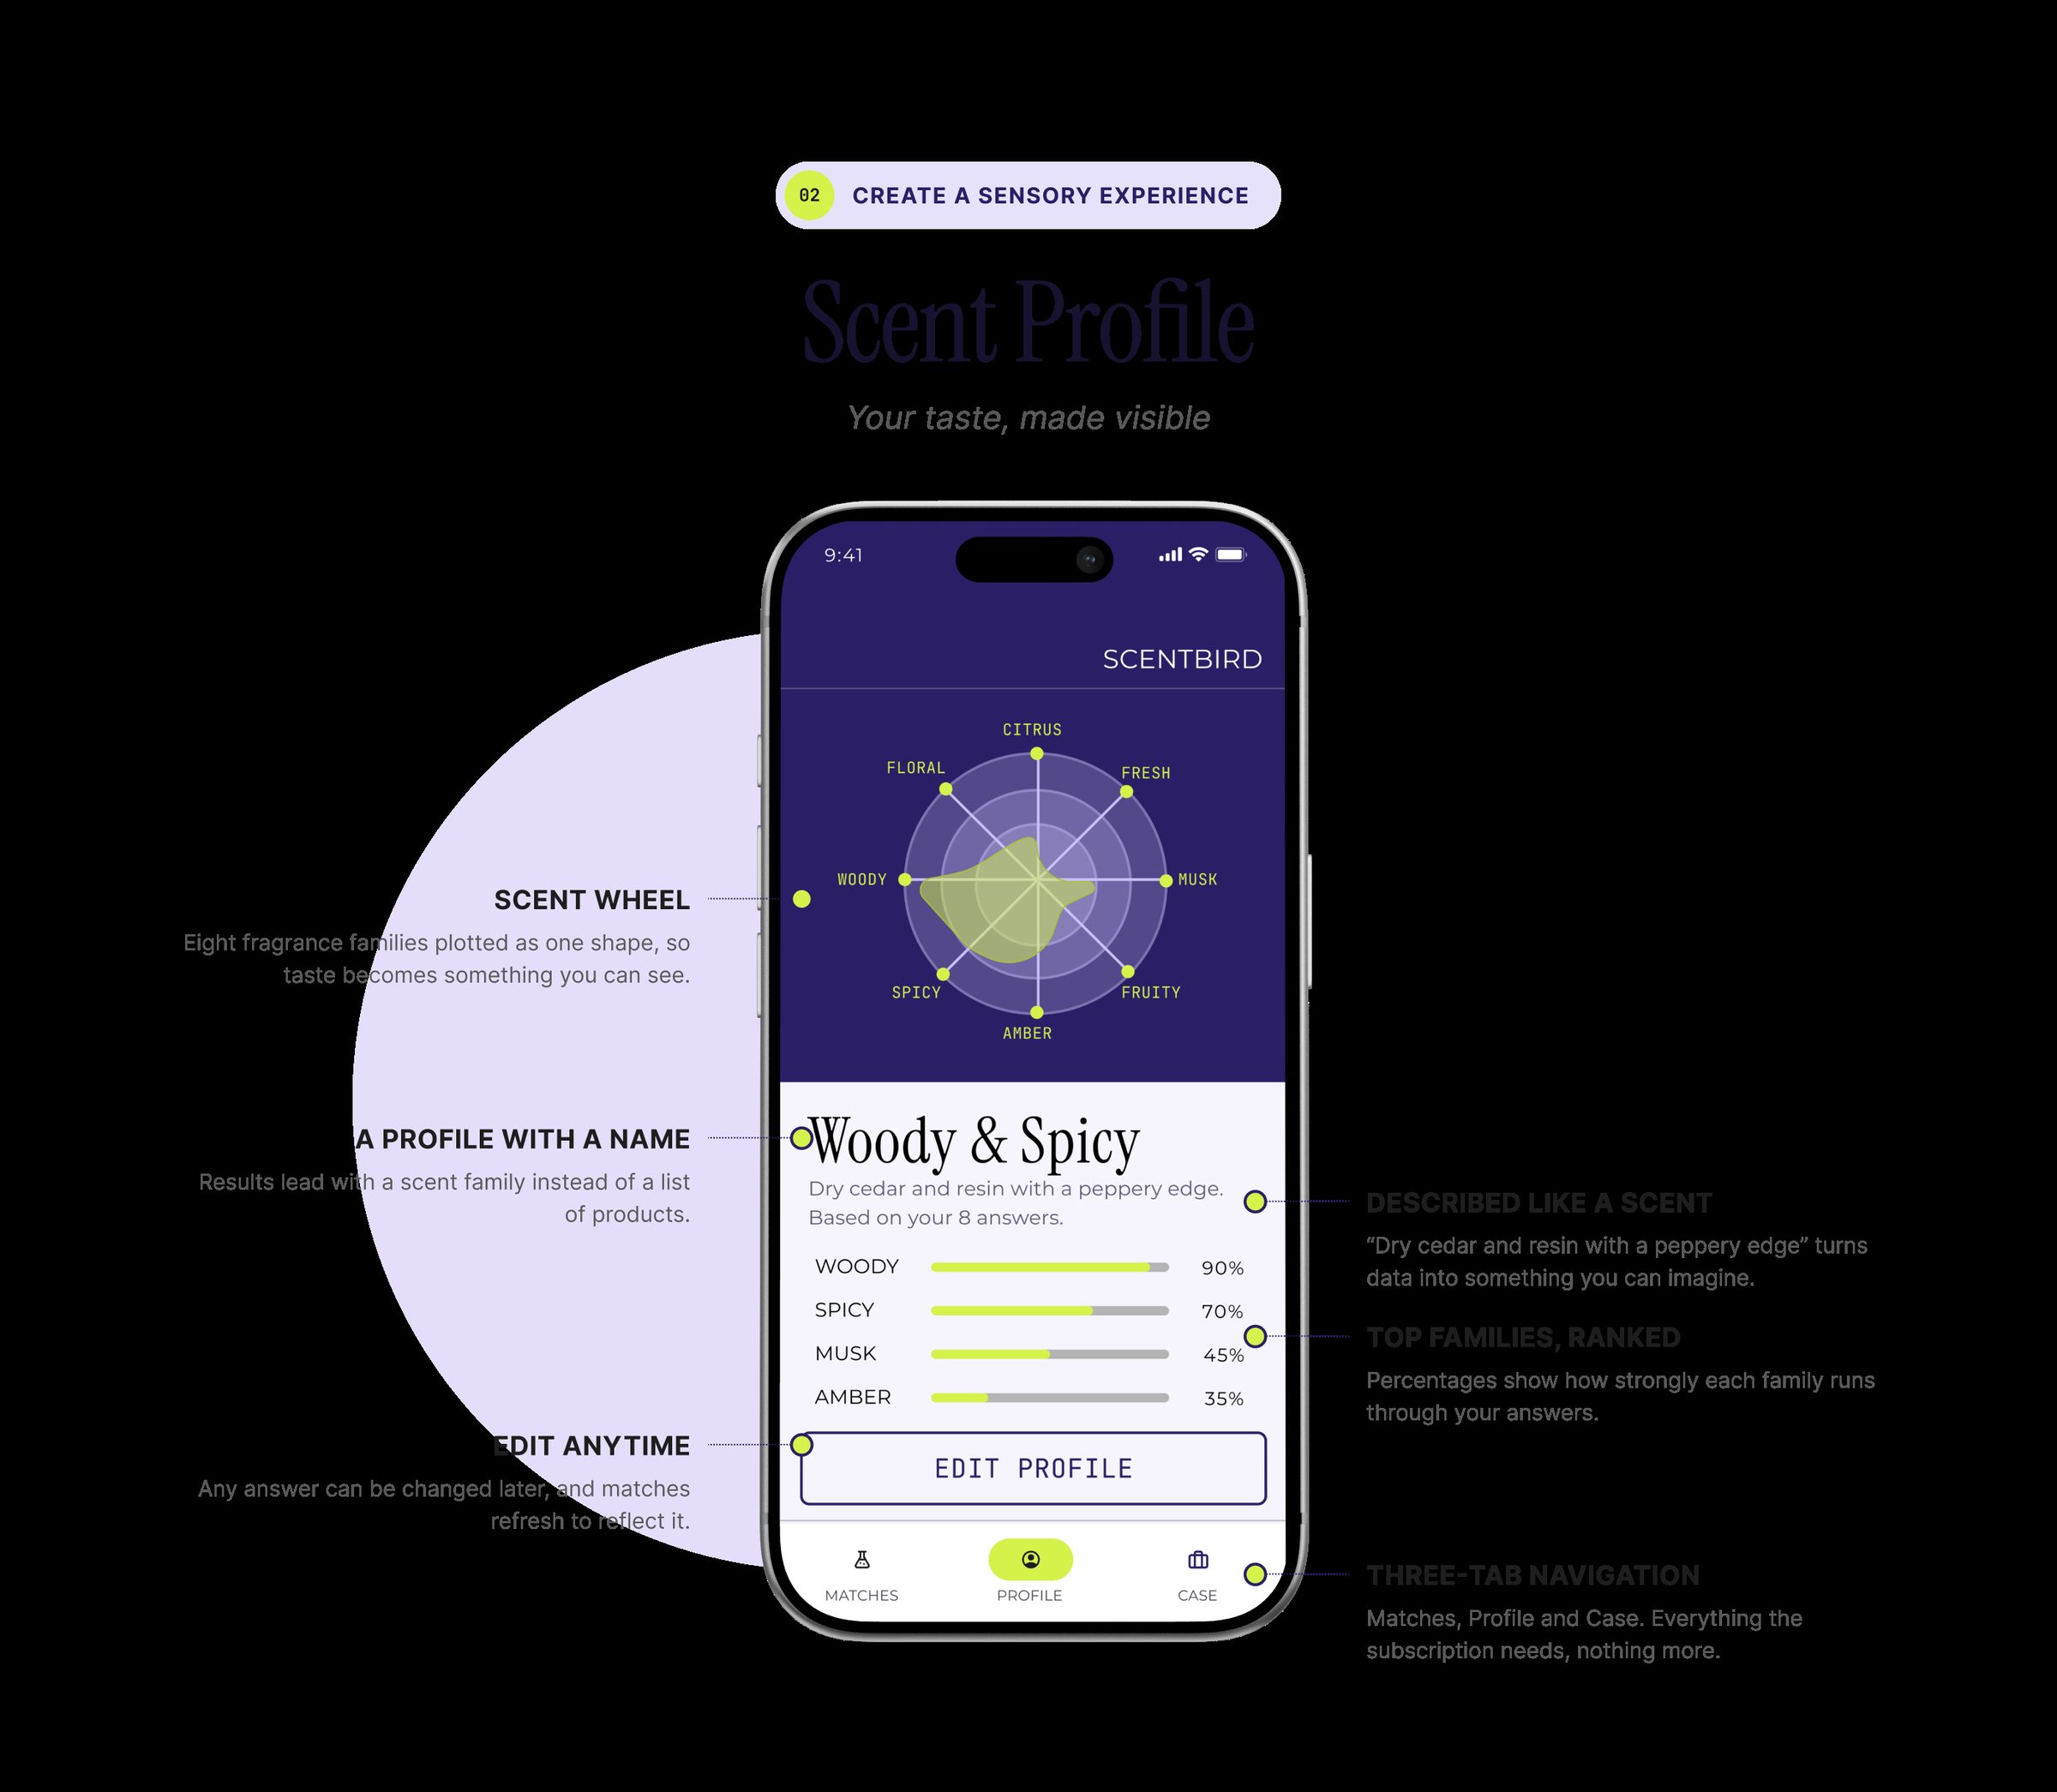 02 CREATE A SENSORY EXPERIENCE
Scent Profile
Your taste, made visible
9:41
SCENTBIRD
CITRUS
FLORAL
FRESH
WOODY
MUSK
SPICY
FRUITY
AMBER
SCENT WHEEL
Eight fragrance families plotted as one shape, so
taste becomes something you can see.
A PROFILE WITH A NAME
Results lead with a scent family instead of a list
of products.
EDIT ANYTIME
Any answer can be changed later, and matches
refresh to reflect it.
Woody & Spicy
Dry cedar and resin with a peppery edge.
Based on your 8 answers.
WOODY 90%
SPICY 70%
MUSK 45%
AMBER 35%
EDIT PROFILE
MATCHES
PROFILE
CASE
DESCRIBED LIKE A SCENT
“Dry cedar and resin with a peppery edge” turns
data into something you can imagine.
TOP FAMILIES, RANKED
Percentages show how strongly each family runs
through your answers.
THREE-TAB NAVIGATION
Matches, Profile and Case. Everything the
subscription needs, nothing more.